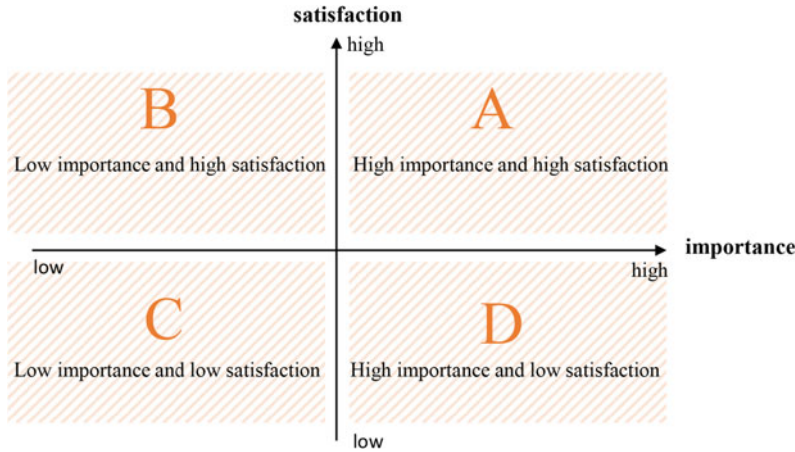 satisfaction
high
B
A
Low importance and high satisfaction
High importance and high satisfaction
importance
low
high
C
D
Low importance and low satisfaction
High importance and low satisfaction
low